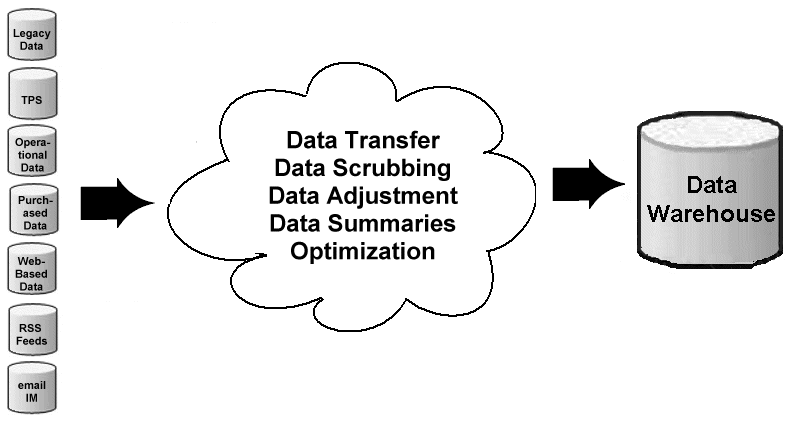 Legacy
Data
TPS
Opera-
tional
Data
Purch-
ased
Data
Web-
Based
Data
RSS
Feeds
email
IM
Data Transfer
Data Scrubbing
Data Adjustment
Data Summaries
Optimization
Data
Warehouse